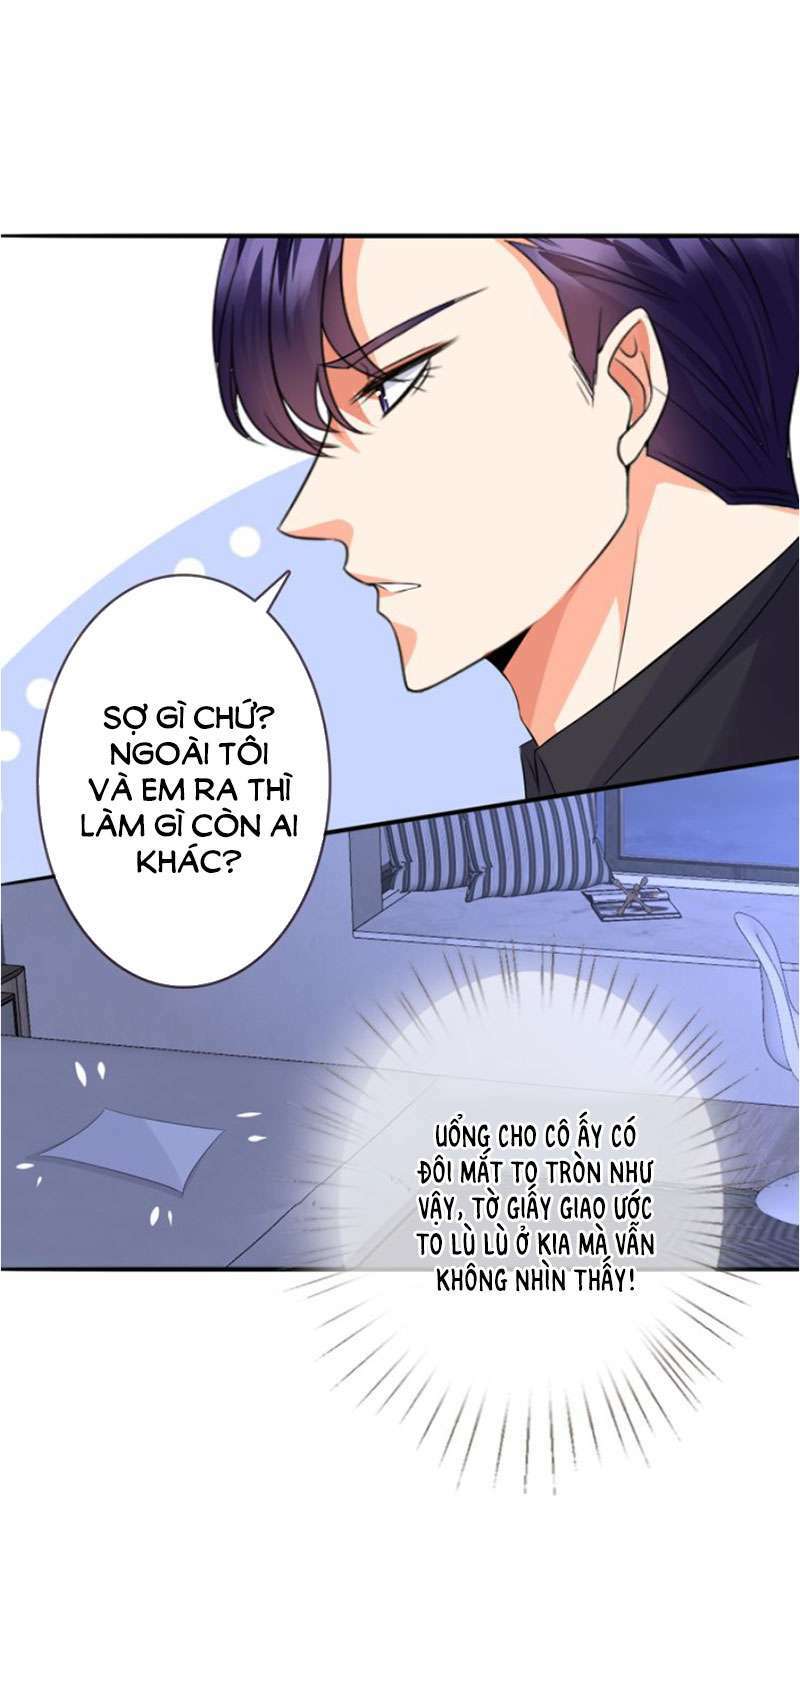 SỢ GÌ CHỨ?
NGOÀI TÔI
VÀ EM RA THÌ
LÀM GÌ CÒN AI
KHÁC?
UỔNG CHO CÔ ẤY CÓ
ĐÔI MẮT TO TRÒN NHƯ
VẬY, TỜ GIẤY GIAO ƯỚC
TO LÙ LÙ Ở KIA MÀ VẪN
KHÔNG NHÌN THẤY!